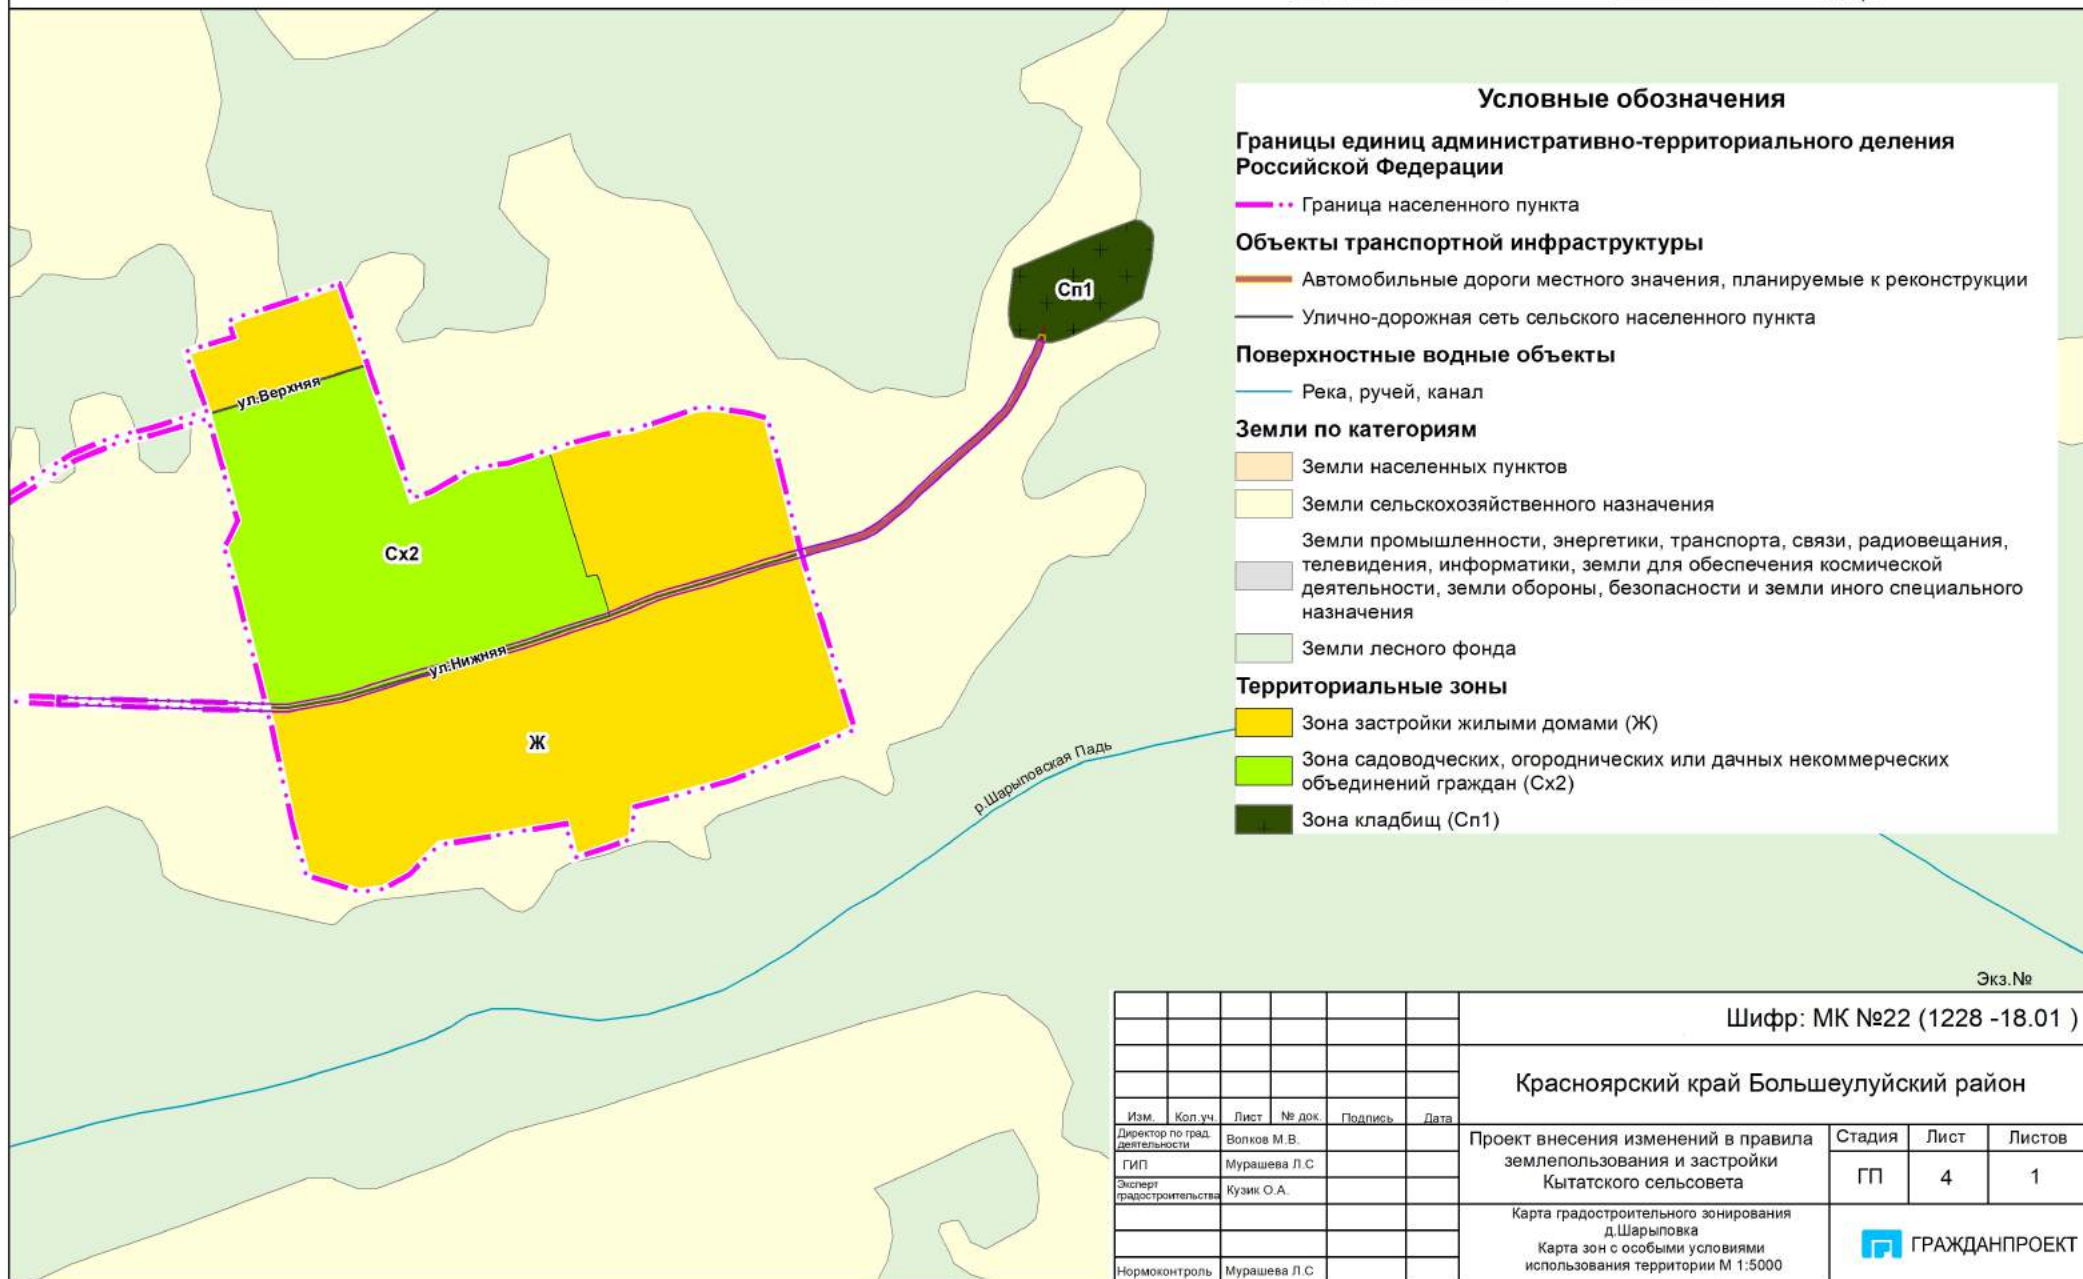 Условные обозначения
Границы единиц административно-территориального деления
Российской Федерации
Граница населенного пункта
Объекты транспортной инфраструктуры
Автомобильные дороги местного значения, планируемые к реконструкции
Улично-дорожная сеть сельского населенного пункта
Поверхностные водные объекты
Река, ручей, канал
Земли по категориям
Земли населенных пунктов
Земли сельскохозяйственного назначения
Земли промышленности, энергетики, транспорта, связи, радиовещания,
телевидения, информатики, земли для обеспечения космической
деятельности, земли обороны, безопасности и земли иного специального
назначения
Земли лесного фонда
Территориальные зоны
Зона застройки жилыми домами (Ж)
Зона садоводческих, огороднических или дачных некоммерческих
объединений граждан (Сх2)
Зона кладбищ (Сп1)
Сп1
ул.Верхняя
Сх2
ул.Нижняя
Ж
р.Шарыповская Падь
Экз.№
Шифр: МК №22 (1228 -18.01 )
Красноярский край Большеулуйский район
Изм. Кол.уч. Лист № док. Подпись Дата
Директор по град. деятельности Волков М.В.
ГИП Мурашева Л.С
Эксперт градостроительства Кузик О.А.
Нормоконтроль Мурашева Л.С
Проект внесения изменений в правила
землепользования и застройки
Кытатского сельсовета
Стадия Лист Листов
ГП 4 1
Карта градостроительного зонирования
д.Шарыповка
Карта зон с особыми условиями
использования территории М 1:5000
ГРАЖДАНПРОЕКТ